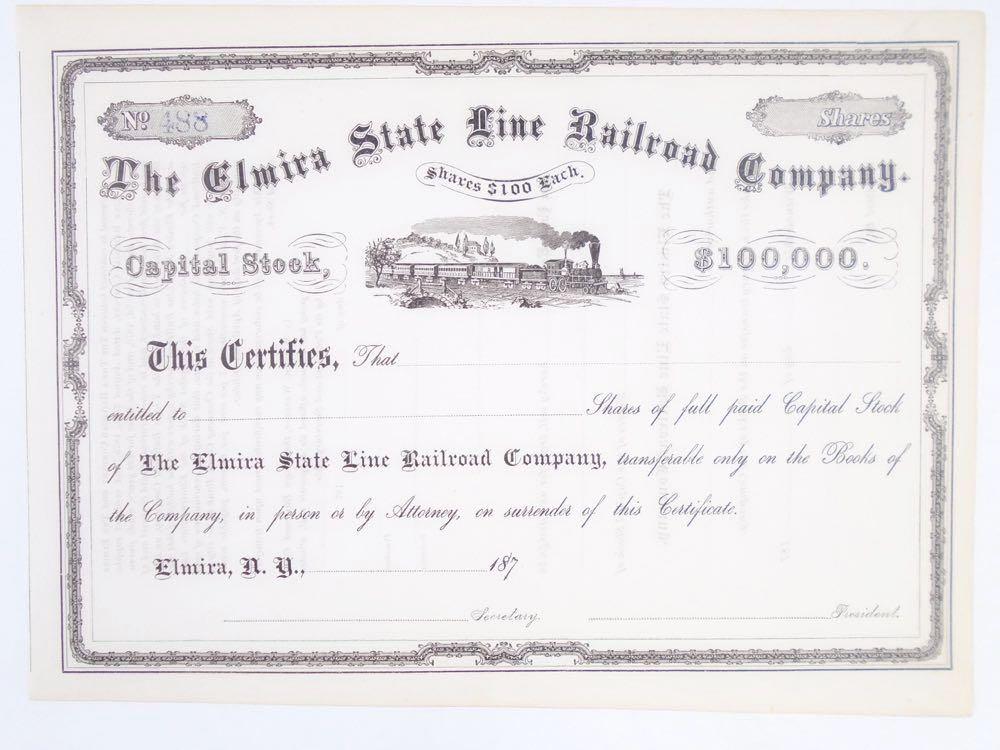 Nº 488
Shares
The Elmira State Line Railroad Company.
Shares $100 Each.
Capital Stock,
$100,000.
This Certifies, That
entitled to Shares of full paid Capital Stock
of The Elmira State Line Railroad Company, transferable only on the Books of
the Company, in person or by Attorney, on surrender of this Certificate.
Elmira, N. Y., 187
Secretary. President.